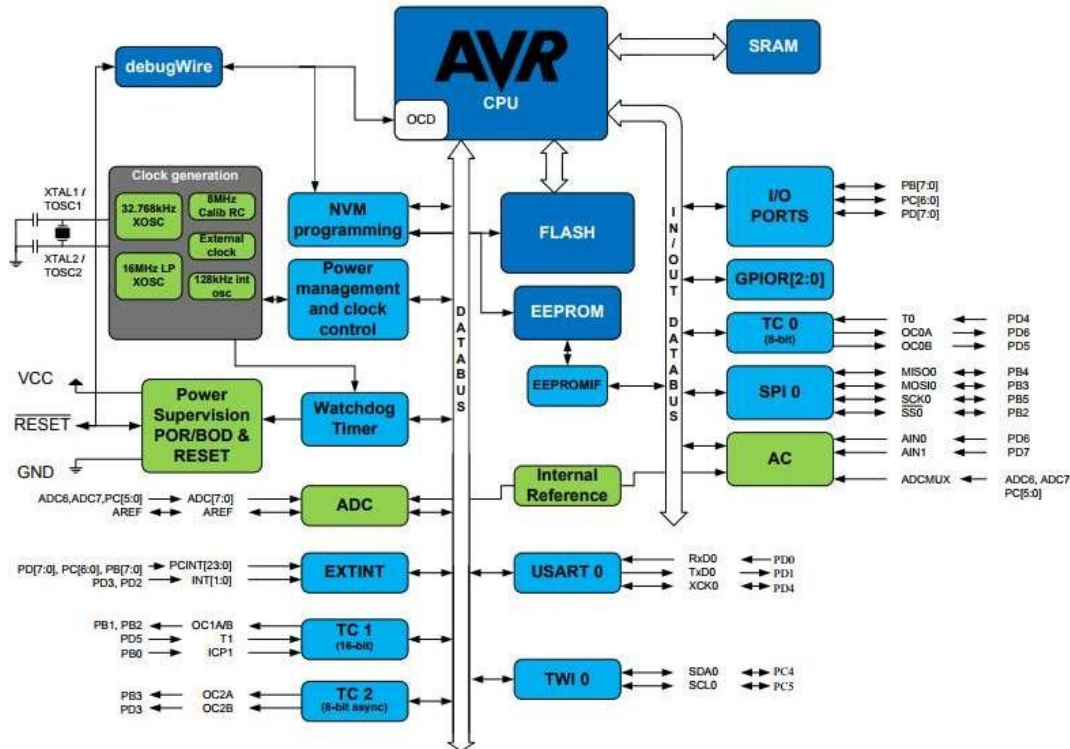 AVR
CPU
OCD
SRAM
debugWire
Clock generation
XTAL1 /
TOSC1
32.768kHz
XOSC
8MHz
Calib RC
External
clock
XTAL2 /
TOSC2
16MHz LP
XOSC
128kHz int
osc
NVM
programming
FLASH
I/O
PORTS
PB[7:0]
PC[6:0]
PD[7:0]
Power
management
and clock
control
EEPROM
EEPROMIF
DATABUS
IN/OUT
DATABUS
GPIOR[2:0]
TC 0
(8-bit)
T0 PD4
OC0A PD6
OC0B PD5
SPI 0
MISO0 PB4
MOSI0 PB3
SCK0 PB5
SS0 PB2
VCC
RESET
GND
Power
Supervision
POR/BOD &
RESET
Watchdog
Timer
AC
AIN0 PD6
AIN1 PD7
ADCMUX ADC6, ADC7
PC[5:0]
Internal
Reference
ADC6,ADC7,PC[5:0] ADC[7:0]
AREF AREF
ADC
PD[7:0], PC[6:0], PB[7:0] PCINT[23:0]
PD3, PD2 INT[1:0]
EXTINT
USART 0
RxD0 PD0
TxD0 PD1
XCK0 PD4
PB1, PB2 OC1A/B
PD5 T1
PB0 ICP1
TC 1
(16-bit)
TWI 0
SDA0 PC4
SCL0 PC5
PB3 OC2A
PD3 OC2B
TC 2
(8-bit async)